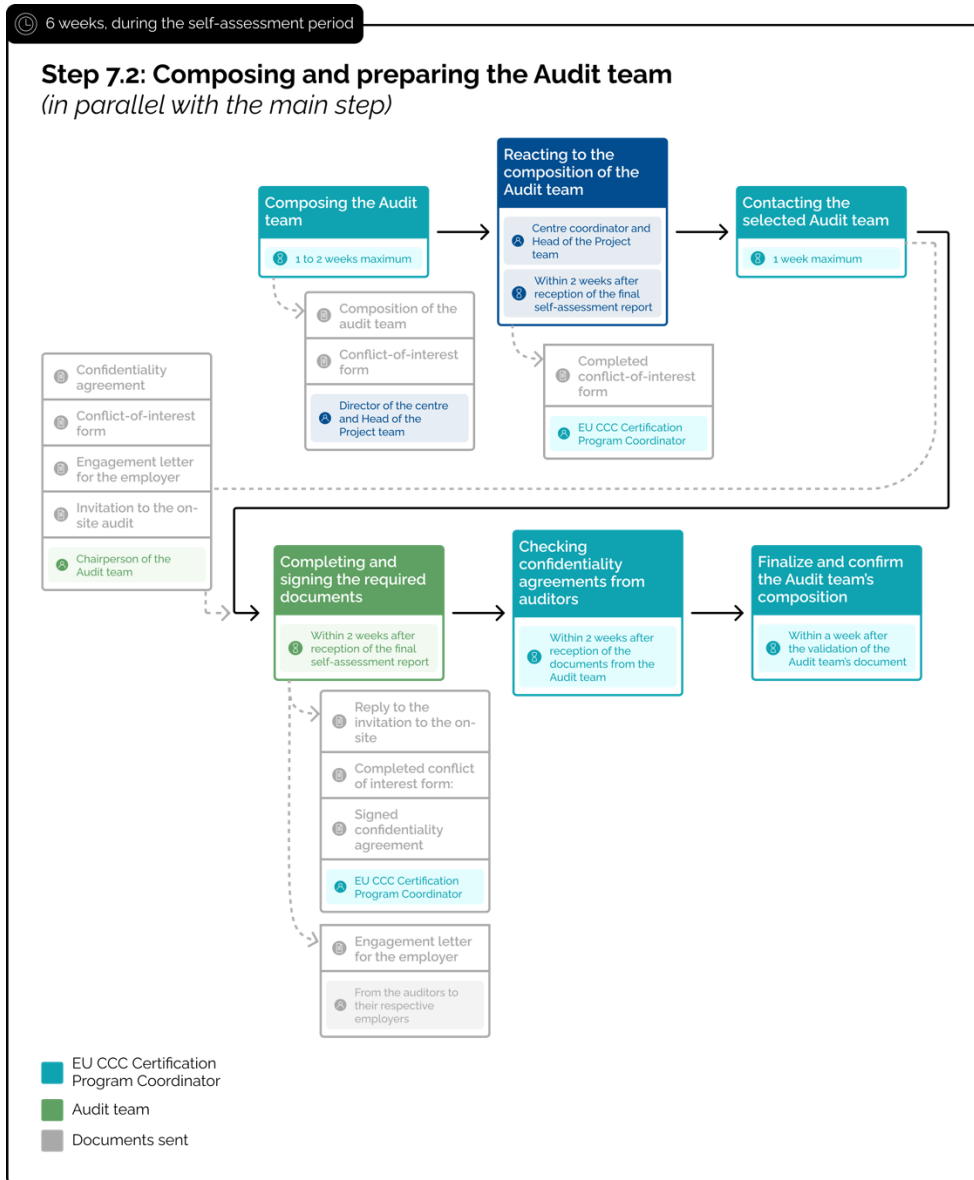 6 weeks, during the self-assessment period
Step 7.2: Composing and preparing the Audit team
(in parallel with the main step)
Composing the Audit
team
1 to 2 weeks maximum
Composition of the
audit team
Conflict-of-interest
form
Director of the centre
and Head of the
Project team
Reacting to the
composition of the
Audit team
Centre coordinator and
Head of the Project
team
Within 2 weeks after
reception of the final
self-assessment report
Completed
conflict-of-interest
form
EU CCC Certification
Program Coordinator
Contacting the
selected Audit team
1 week maximum
Confidentiality
agreement
Conflict-of-interest
form
Engagement letter
for the employer
Invitation to the on-
site audit
Chairperson of the
Audit team
Completing and
signing the required
documents
Within 2 weeks after
reception of the final
self-assessment report
Reply to the
invitation to the on-
site
Completed conflict
of interest form:
Signed
confidentiality
agreement
EU CCC Certification
Program Coordinator
Engagement letter
for the employer
From the auditors to
their respective
employers
Checking
confidentiality
agreements from
auditors
Within 2 weeks after
reception of the
documents from the
Audit team
Finalize and confirm
the Audit team's
composition
Within a week after
the validation of the
Audit team's document
EU CCC Certification
Program Coordinator
Audit team
Documents sent